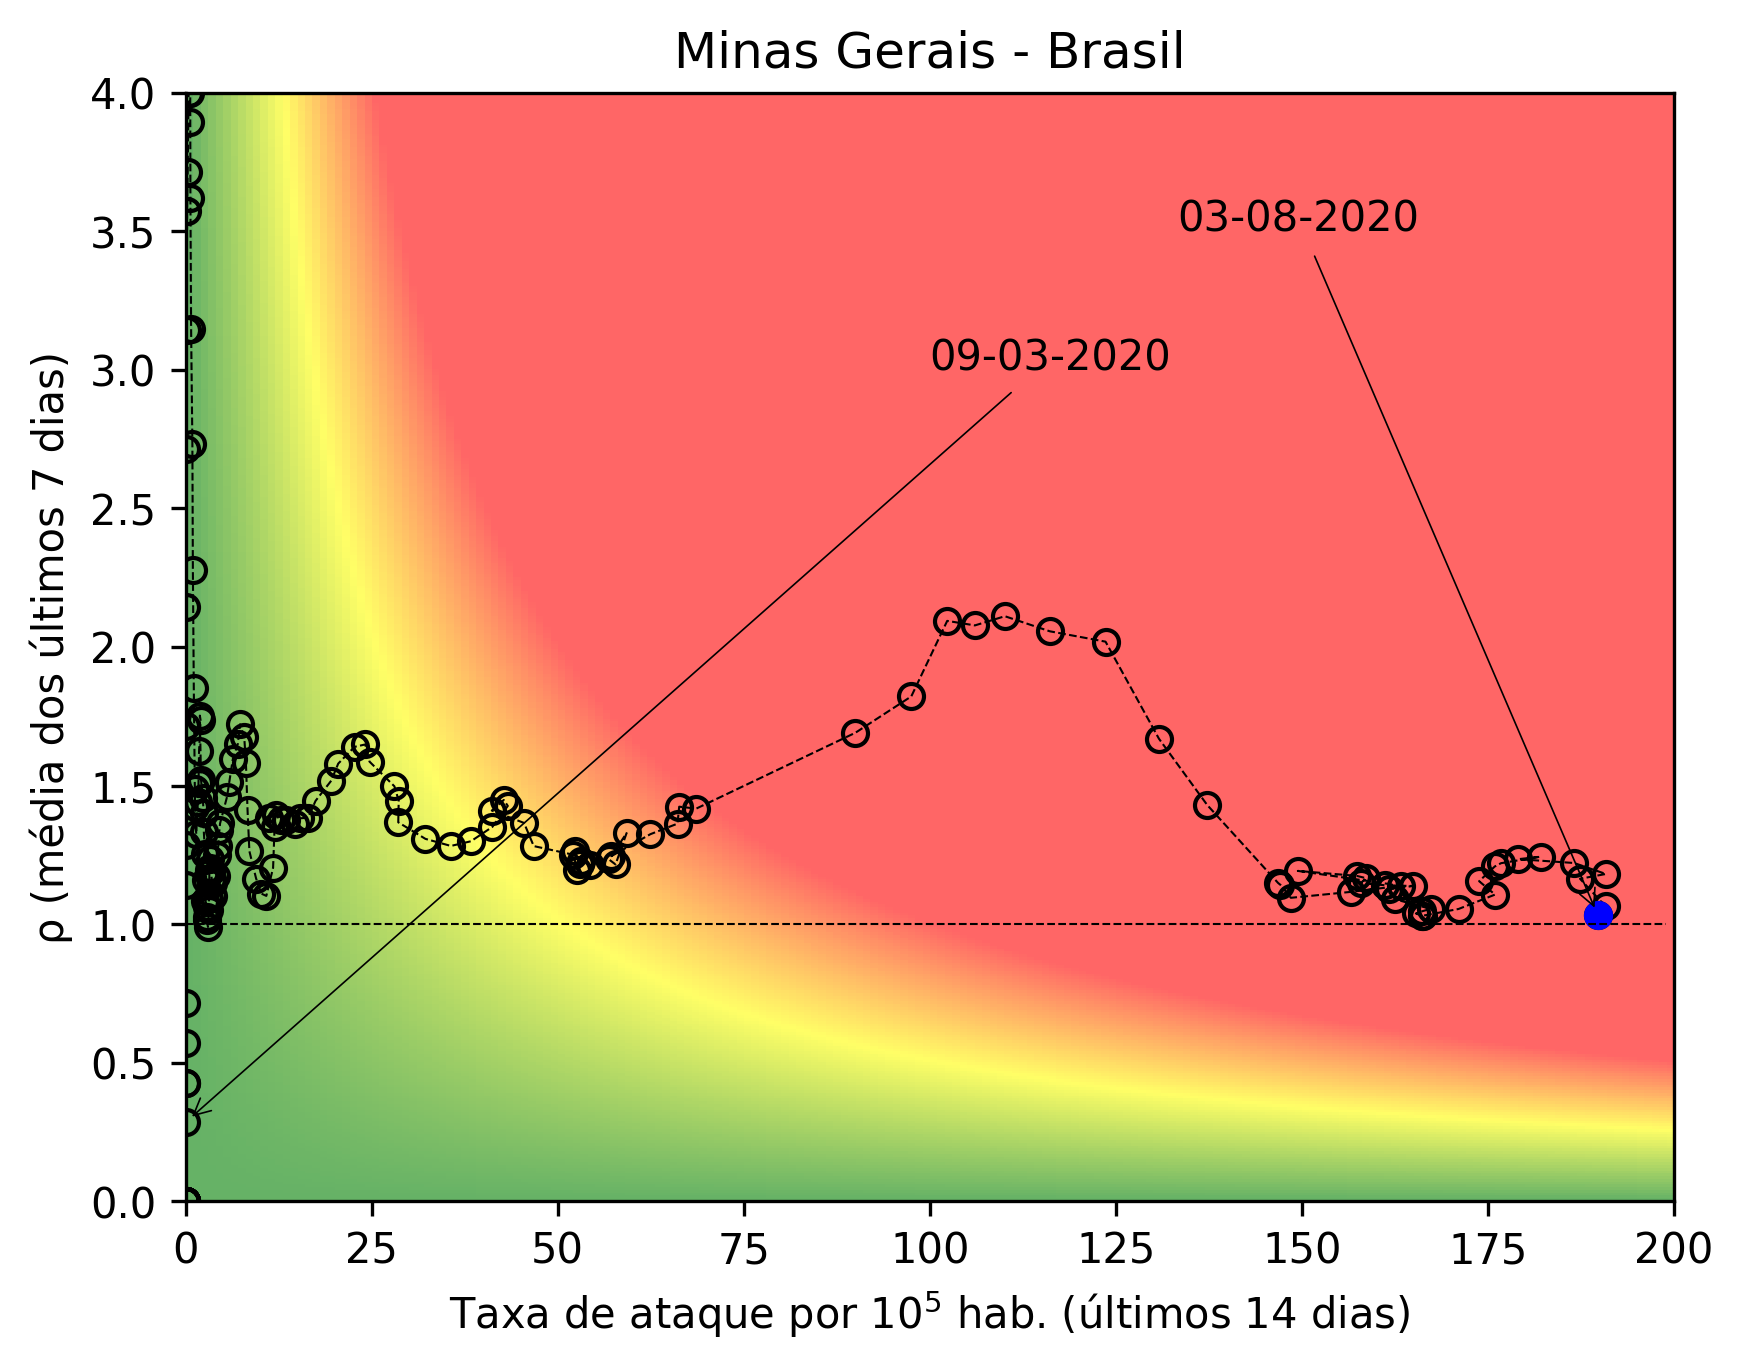 Minas Gerais - Brasil
4.0
3.5
3.0
2.5
2.0
1.5
1.0
0.5
0.0
ρ (média dos últimos 7 dias)
03-08-2020
09-03-2020
0 25 50 75 100 125 150 175 200
Taxa de ataque por 10⁵ hab. (últimos 14 dias)